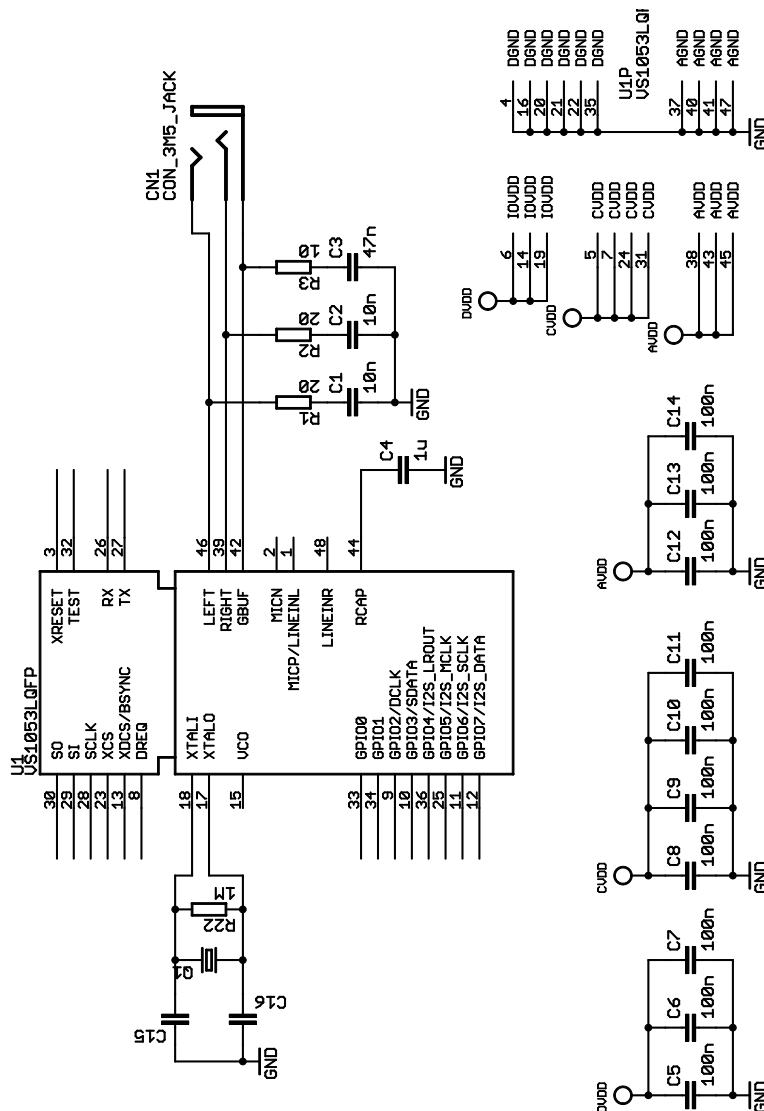 CN1
CON_3M5_JACK
10
R3
C3
47n
20
R2
C2
10n
20
R1
C1
10n
GND
C4
1u
GND
4 DGND
16 DGND
20 DGND
21 DGND
22 DGND
35 DGND
U1P
VS1053LQ
37 AGND
40 AGND
41 AGND
47 AGND
GND
DVDD
6 IOVDD
14 IOVDD
19 IOVDD
CVDD
5 CVDD
7 CVDD
24 CVDD
31 CVDD
AVDD
38 AVDD
43 AVDD
45 AVDD
U1
VS1053LQFP
3 XRESET
32 TEST
26 RX
27 TX
46 LEFT
39 RIGHT
42 GBUF
2 MICN
1 MICP/LINEIN1
48 LINEINR
44 RCAP
30 SO
29 SI
28 SCLK
23 XCS
13 XDCS/BSYNC
8 DREQ
18 XTALI
17 XTALO
15 VCO
33 GPIO0
34 GPIO1
9 GPIO2/DCLK
10 GPIO3/SDATA
36 GPIO4/I2S_LROUT
25 GPIO5/I2S_MCLK
11 GPIO6/I2S_SCLK
12 GPIO7/I2S_DATA
1M
R22
Q1
C15
C16
GND
AVDD
C12
100n
C13
100n
C14
100n
GND
CVDD
C8
100n
C9
100n
C10
100n
C11
100n
GND
DVDD
C5
100n
C6
100n
C7
100n
GND